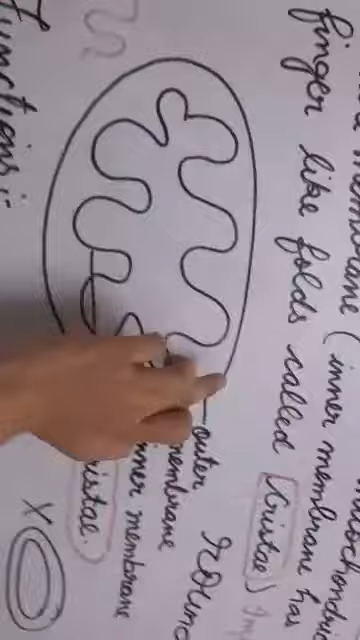 membrane (inner membrane has
finger like folds called Cristae)
outer
membrane
inner membrane
cristae.
X
Functions:-